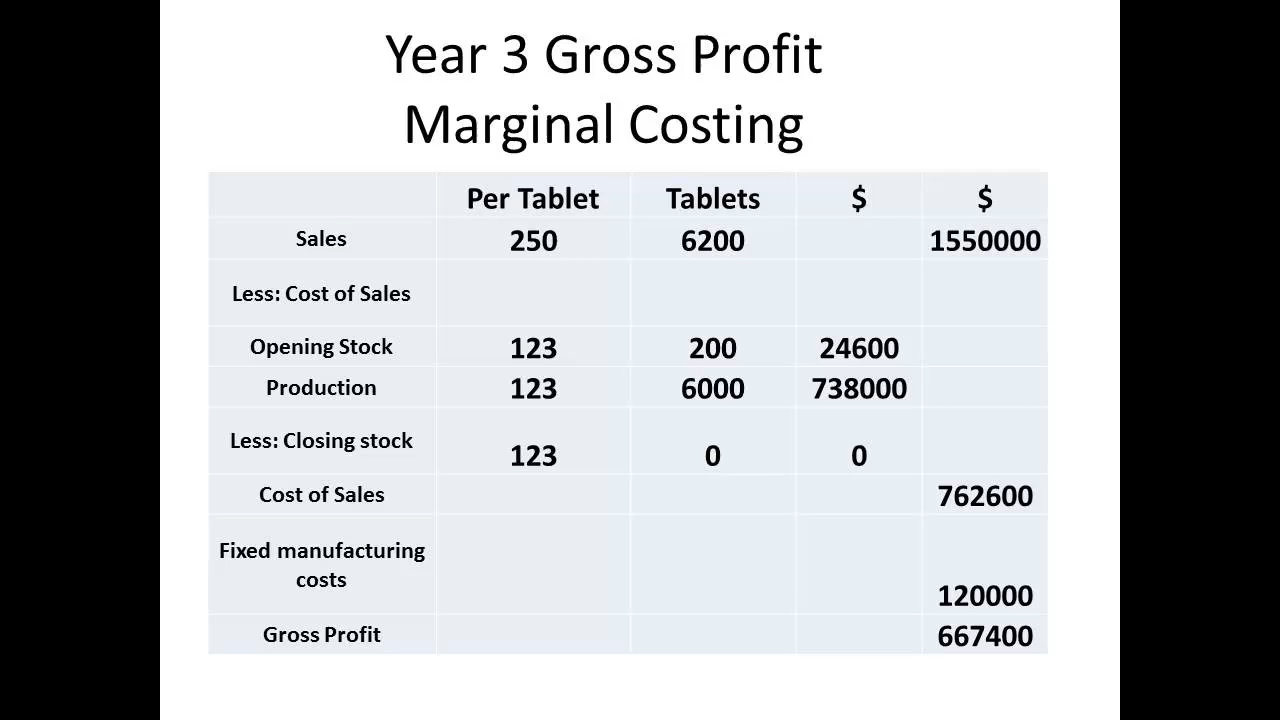 Year 3 Gross Profit
Marginal Costing
Per Tablet Tablets $ $
Sales 250 6200 1550000
Less: Cost of Sales
Opening Stock 123 200 24600
Production 123 6000 738000
Less: Closing stock 123 0 0
Cost of Sales 762600
Fixed manufacturing
costs 120000
Gross Profit 667400